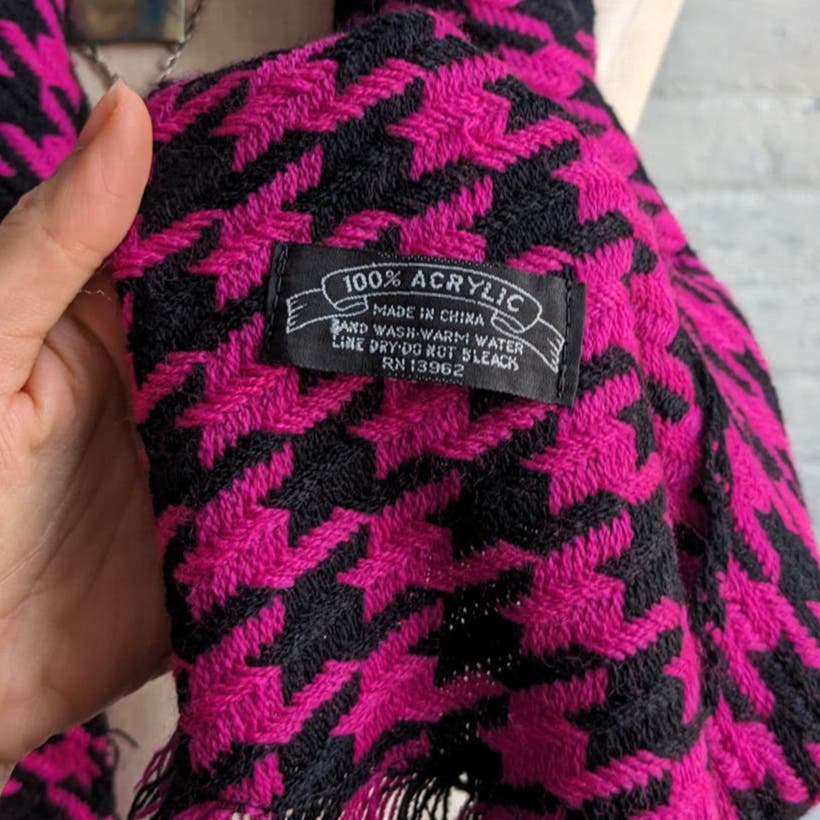 100% ACRYLIC
MADE IN CHINA
HAND WASH-WARM WATER
LINE DRY·DO NOT BLEACH
RN 13962